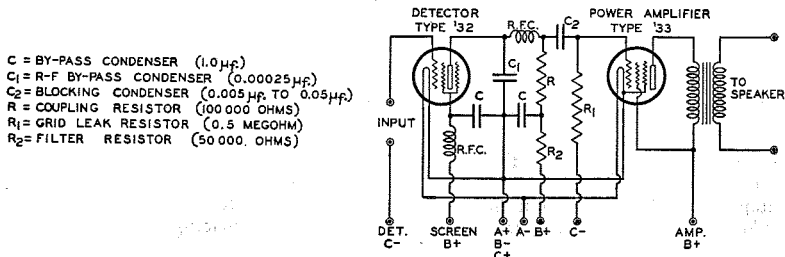 C = BY-PASS CONDENSER (1.0μf.)
C1 = R-F BY-PASS CONDENSER (0.00025μf.)
C2 = BLOCKING CONDENSER (0.005μf. TO 0.05μf.)
R = COUPLING RESISTOR (100 000 OHMS)
R1 = GRID LEAK RESISTOR (0.5 MEGOHM)
R2 = FILTER RESISTOR (50 000. OHMS)
DETECTOR
TYPE '32
R.F.C.
C2
POWER AMPLIFIER
TYPE '33
C1
R
C
C
R1
TO
SPEAKER
INPUT
R.F.C.
R2
DET.
C-
SCREEN
B+
A+
B-
C+
A-
B+
C-
AMP.
B+